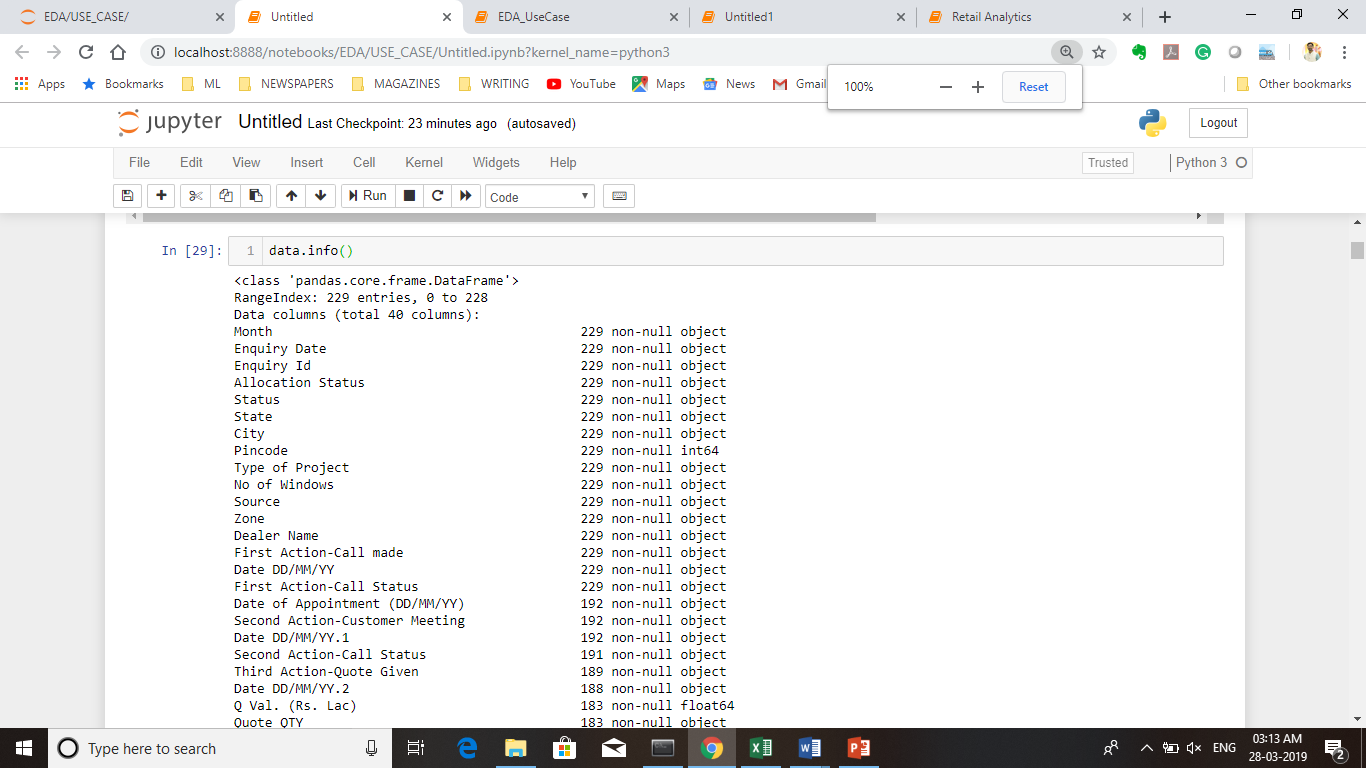 EDA/USE_CASE/
Untitled
EDA_UseCase
Untitled1
Retail Analytics
localhost:8888/notebooks/EDA/USE_CASE/Untitled.ipynb?kernel_name=python3
Apps
Bookmarks
ML
NEWSPAPERS
MAGAZINES
WRITING
YouTube
Maps
News
Gmail
Other bookmarks
100%
Reset
jupyter
Untitled Last Checkpoint: 23 minutes ago (autosaved)
Logout
File
Edit
View
Insert
Cell
Kernel
Widgets
Help
Trusted
Python 3
Run
Code
In [29]:
1 data.info()
<class 'pandas.core.frame.DataFrame'>
RangeIndex: 229 entries, 0 to 228
Data columns (total 40 columns):
Month 229 non-null object
Enquiry Date 229 non-null object
Enquiry Id 229 non-null object
Allocation Status 229 non-null object
Status 229 non-null object
State 229 non-null object
City 229 non-null object
Pincode 229 non-null int64
Type of Project 229 non-null object
No of Windows 229 non-null object
Source 229 non-null object
Zone 229 non-null object
Dealer Name 229 non-null object
First Action-Call made 229 non-null object
Date DD/MM/YY 229 non-null object
First Action-Call Status 229 non-null object
Date of Appointment (DD/MM/YY) 192 non-null object
Second Action-Customer Meeting 192 non-null object
Date DD/MM/YY.1 192 non-null object
Second Action-Call Status 191 non-null object
Third Action-Quote Given 189 non-null object
Date DD/MM/YY.2 188 non-null object
Q Val. (Rs. Lac) 183 non-null float64
Quote QTY 183 non-null object
Type here to search
ENG
03:13 AM
28-03-2019
2